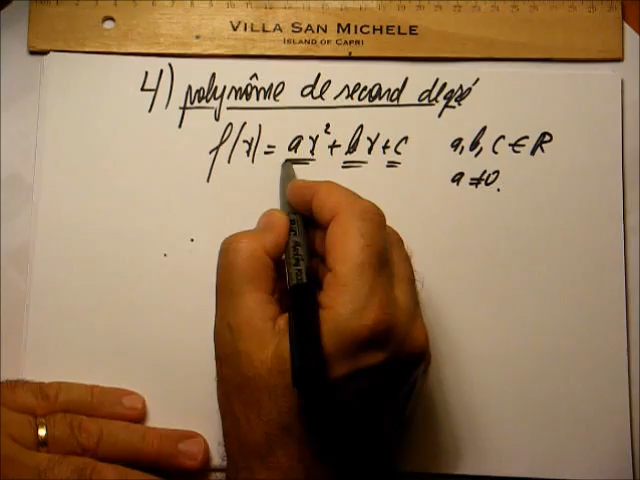 VILLA SAN MICHELE
ISLAND OF CAPRI
4) polynôme de second degré
f(x) = ax² + bx + c a, b, c ∈ R
a ≠ 0.